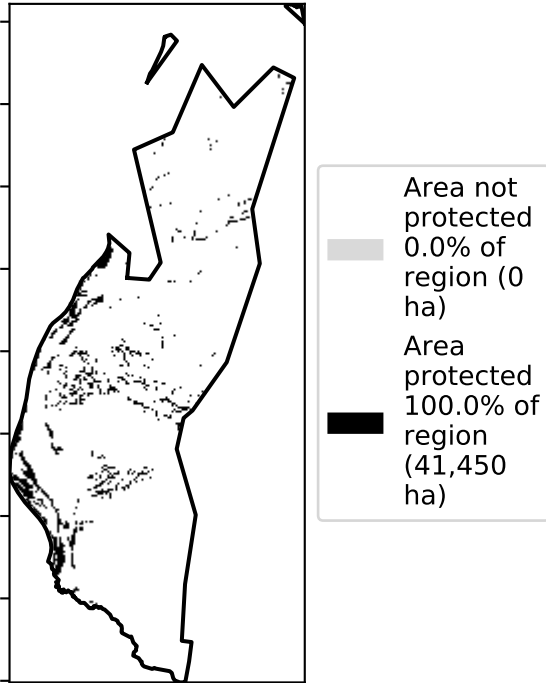 Area not
protected
0.0% of
region (0
ha)
Area
protected
100.0% of
region
(41,450
ha)